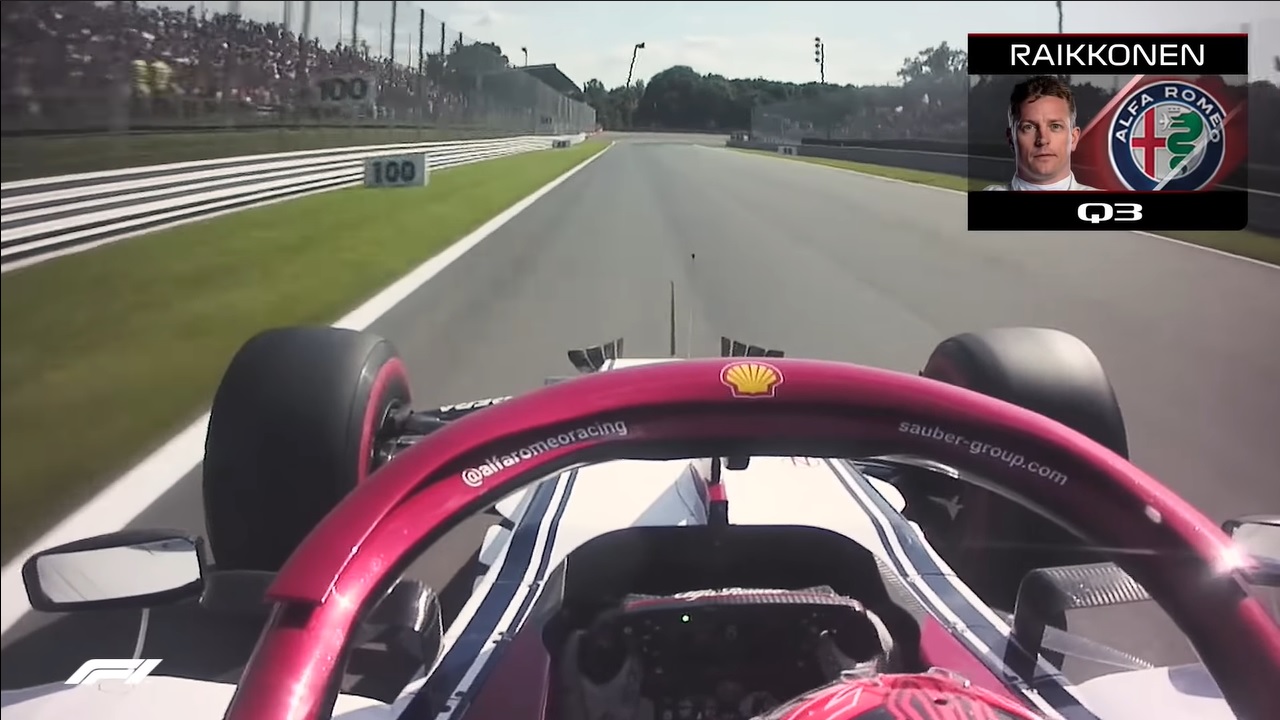 RAIKKONEN
ALFA ROMEO
Q3
100
100
@alfaromeoracing
sauber-group.com
F1